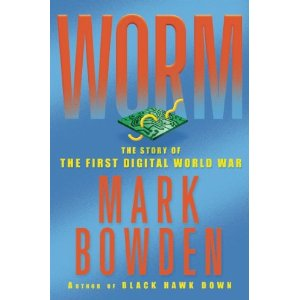 WORM
THE STORY OF
THE FIRST DIGITAL WORLD WAR
MARK
BOWDEN
AUTHOR OF BLACK HAWK DOWN